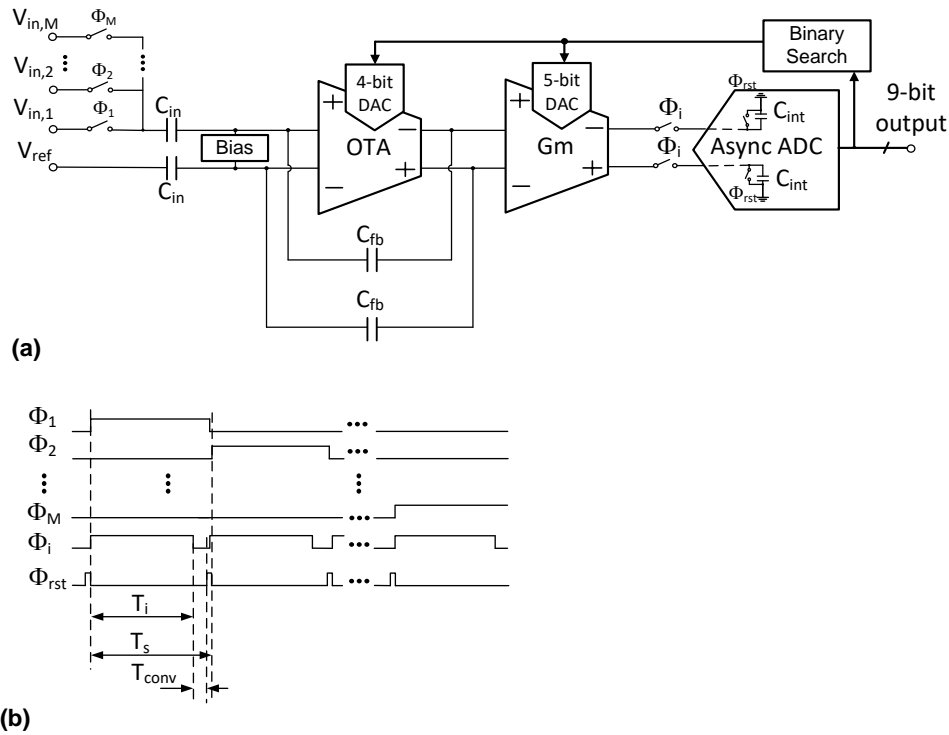 V_in,M Φ_M
V_in,2 Φ_2
V_in,1 Φ_1
V_ref
C_in
C_in
Bias
+
−
4-bit
DAC
OTA
−
+
C_fb
C_fb
+
−
5-bit
DAC
Gm
−
+
Φ_i
Φ_i
Φ_rst
C_int
Async ADC
C_int
Φ_rst
Binary
Search
9-bit
output
(a)
Φ_1
Φ_2
Φ_M
Φ_i
Φ_rst
T_i
T_s
T_conv
(b)